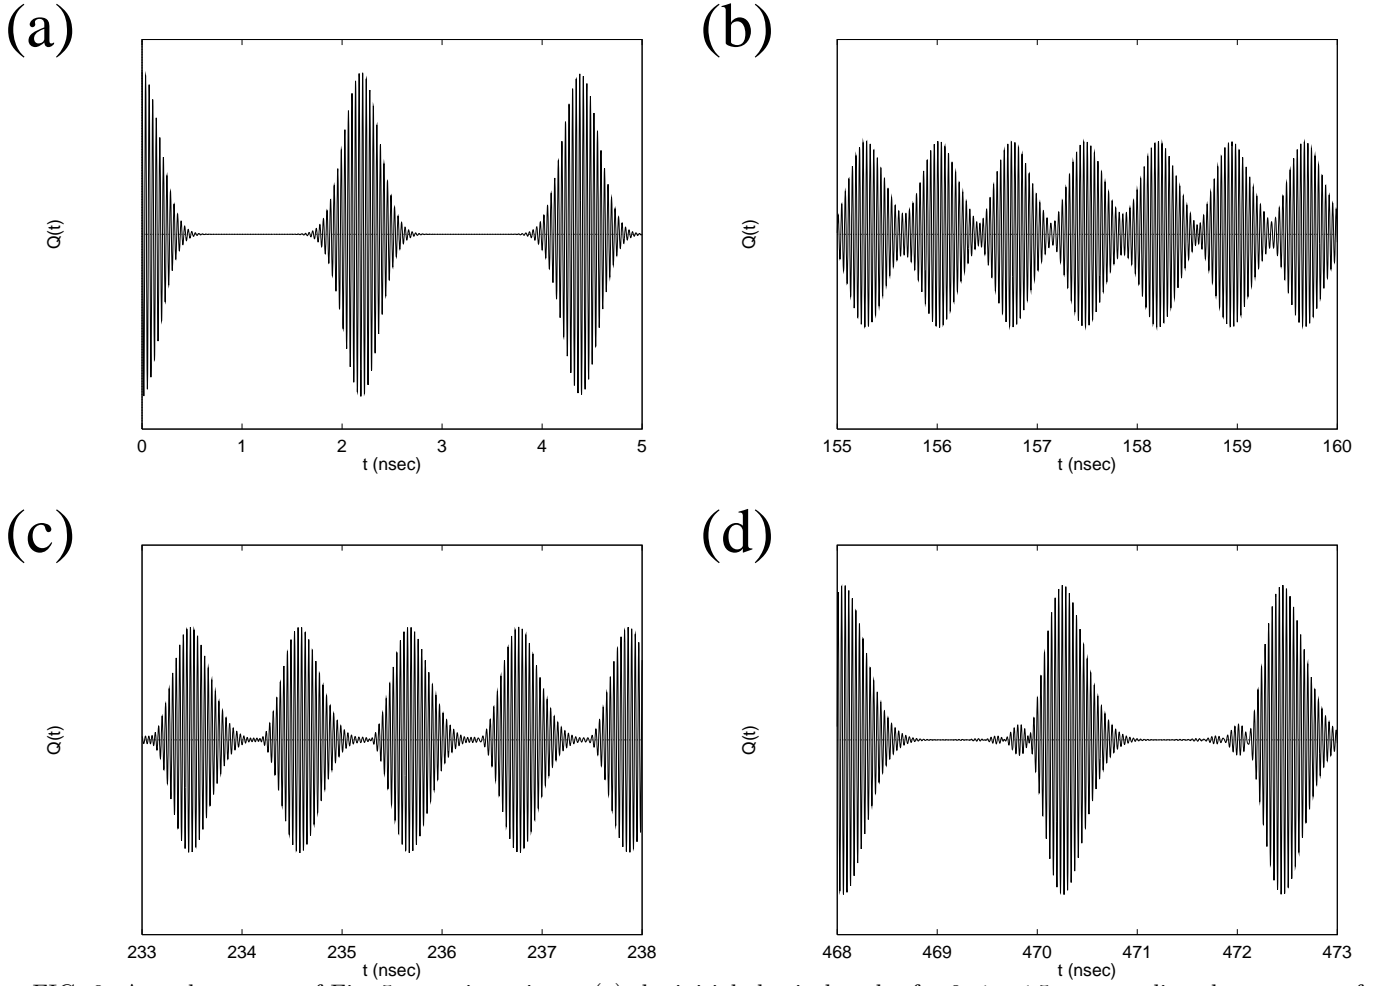 (a)
Q(t)
0 1 2 3 4 5
t (nsec)
(b)
Q(t)
155 156 157 158 159 160
t (nsec)
(c)
Q(t)
233 234 235 236 237 238
t (nsec)
(d)
Q(t)
468 469 470 471 472 473
t (nsec)